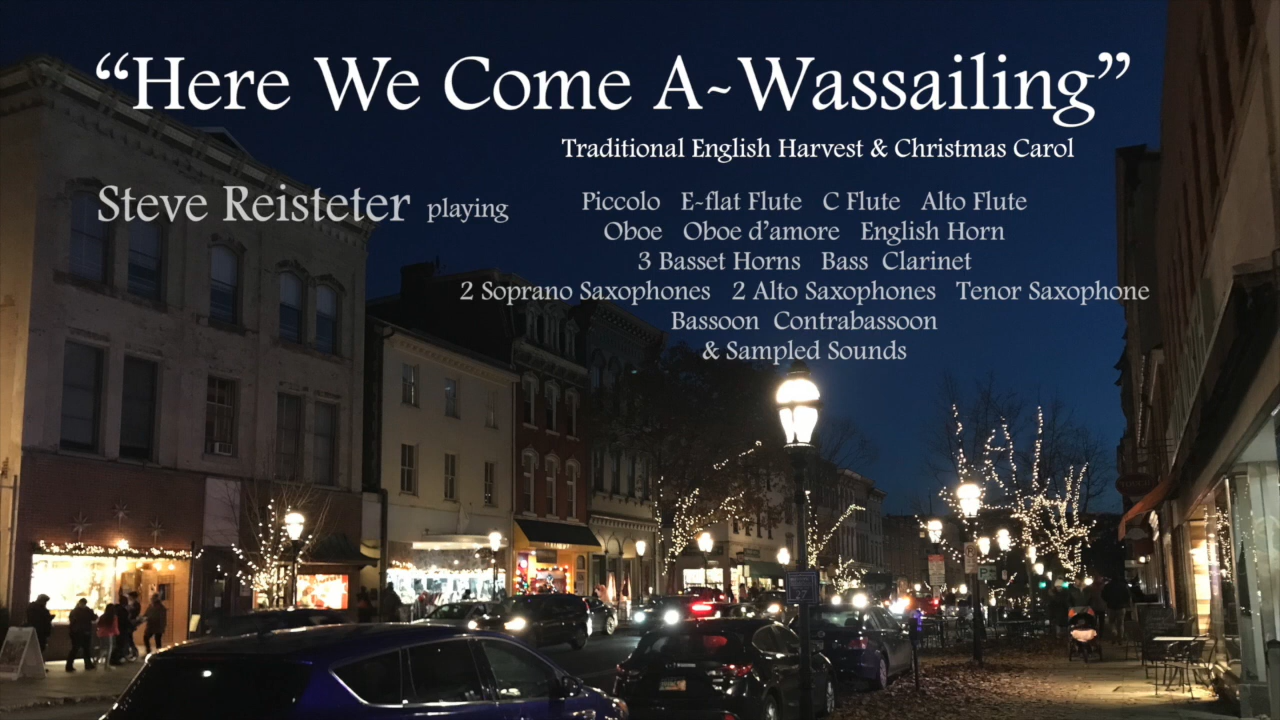 “Here We Come A~Wassailing”
Traditional English Harvest & Christmas Carol
Steve Reisteter playing
Piccolo E-flat Flute C Flute Alto Flute
Oboe Oboe d’amore English Horn
3 Basset Horns Bass Clarinet
2 Soprano Saxophones 2 Alto Saxophones Tenor Saxophone
Bassoon Contrabassoon
& Sampled Sounds